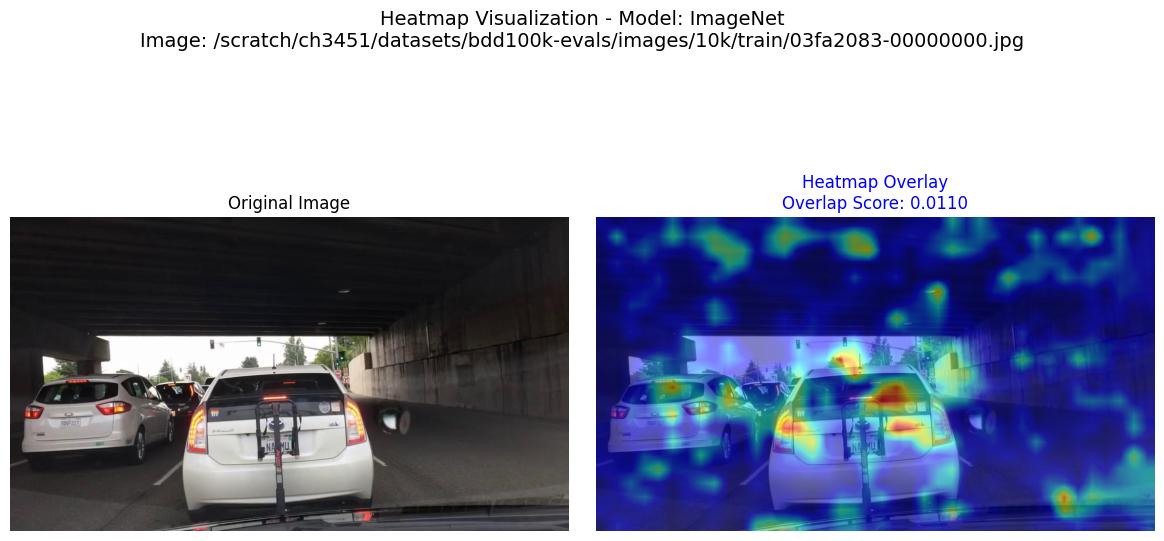 Heatmap Visualization - Model: ImageNet
Image: /scratch/ch3451/datasets/bdd100k-evals/images/10k/train/03fa2083-00000000.jpg
Original Image
Heatmap Overlay
Overlap Score: 0.0110